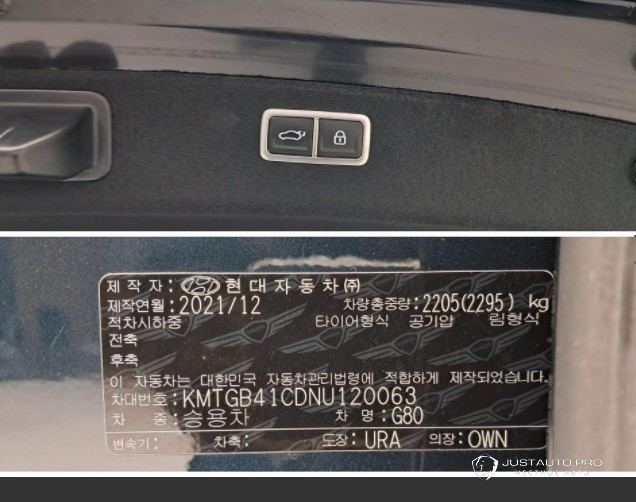 제 작 자 : 현대자동차㈜
제작연월 : 2021/12 차량총중량 : 2205(2295) kg
적차시하중 타이어형식 공기압 림형식
전축
후축
이 자동차는 대한민국 자동차관리법령에 적합하게 제작되었습니다.
차대번호 : KMTGB41CDNU120063
차 종 : 승용차 차 명 : G80
변속기 : 차축 : 도장 : URA 의장 : OWN
JUSTAUTO.PRO